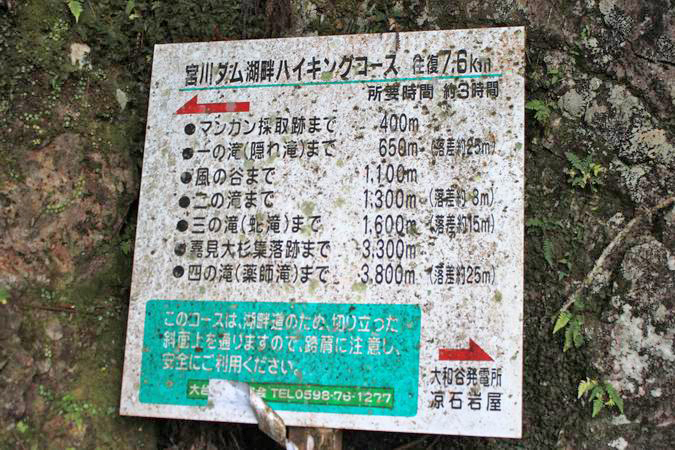 宮川ダム湖畔ハイキングコース 往復7.6km
所要時間 約3時間
●マンガン採取跡まで 400m
●一の滝(隠れ滝)まで 650m (落差約25m)
●風の谷まで 1,100m
●二の滝まで 1,300m (落差約 8m)
●三の滝(蛇滝)まで 1,600m (落差約15m)
●嘉見大杉集落跡まで 3,300m
●四の滝(薬師滝)まで 3,800m (落差約25m)
このコースは、湖畔道のため、切り立った
斜面上を通りますので、路肩に注意し、
安全にご利用ください。
大台 台 TEL0598-76-1277
大和谷発電所
涼石岩屋